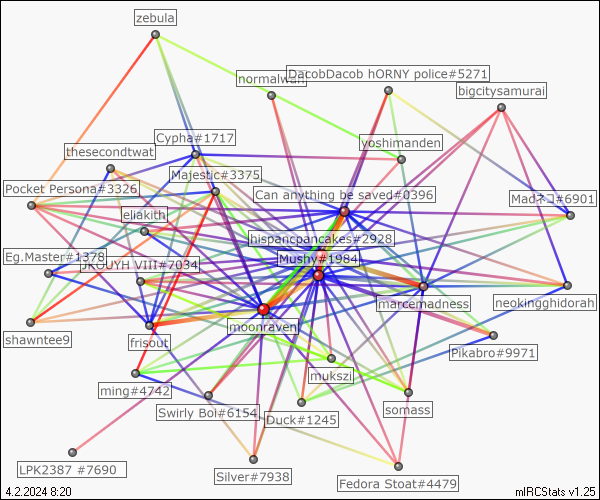 zebula
DacobDacob hORNY police#5271
normalwan
bigcitysamurai
Cypha#1717
yoshimanden
thesecondtwat
Majestic#3375
Pocket Persona#3326
Can anything be saved#0396
Madネコ#6901
eliakith
hispancpancakes#2928
Eg.Master#1378
Mushy#1984
JKOUYH VIII#7034
marcemadness
neokingghidorah
moonraven
shawntee9
frisout
Pikabro#9971
mukszi
ming#4742
somass
Swirly Boi#6154
Duck#1245
LPK2387 #7690
Silver#7938
Fedora Stoat#4479
4.2.2024 8:20
mIRCStats v1.25